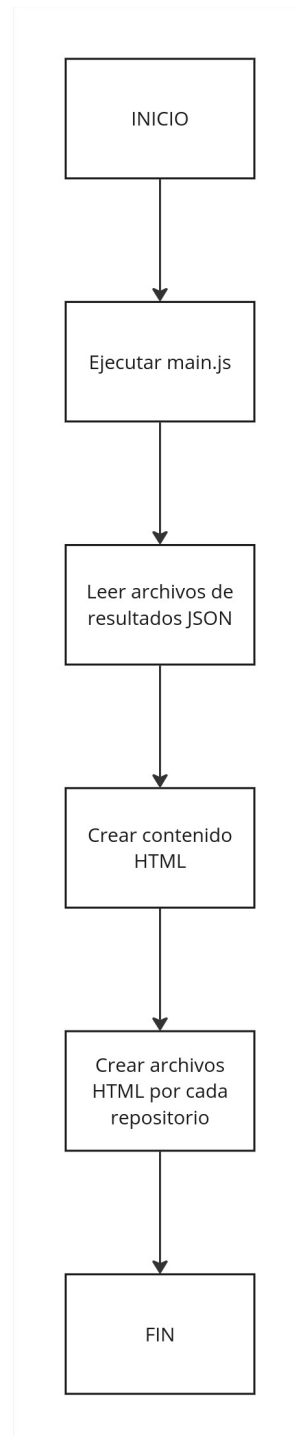 INICIO
Ejecutar main.js
Leer archivos de
resultados JSON
Crear contenido
HTML
Crear archivos
HTML por cada
repositorio
FIN